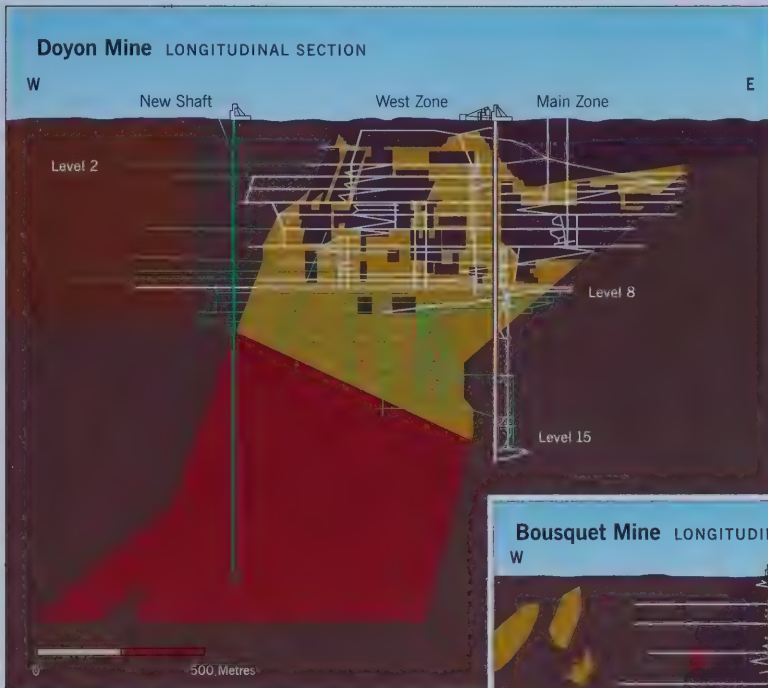 Doyon Mine LONGITUDINAL SECTION
W E
New Shaft West Zone Main Zone
Level 2
Level 8
Level 15
0 500 Metres
Bousquet Mine
W